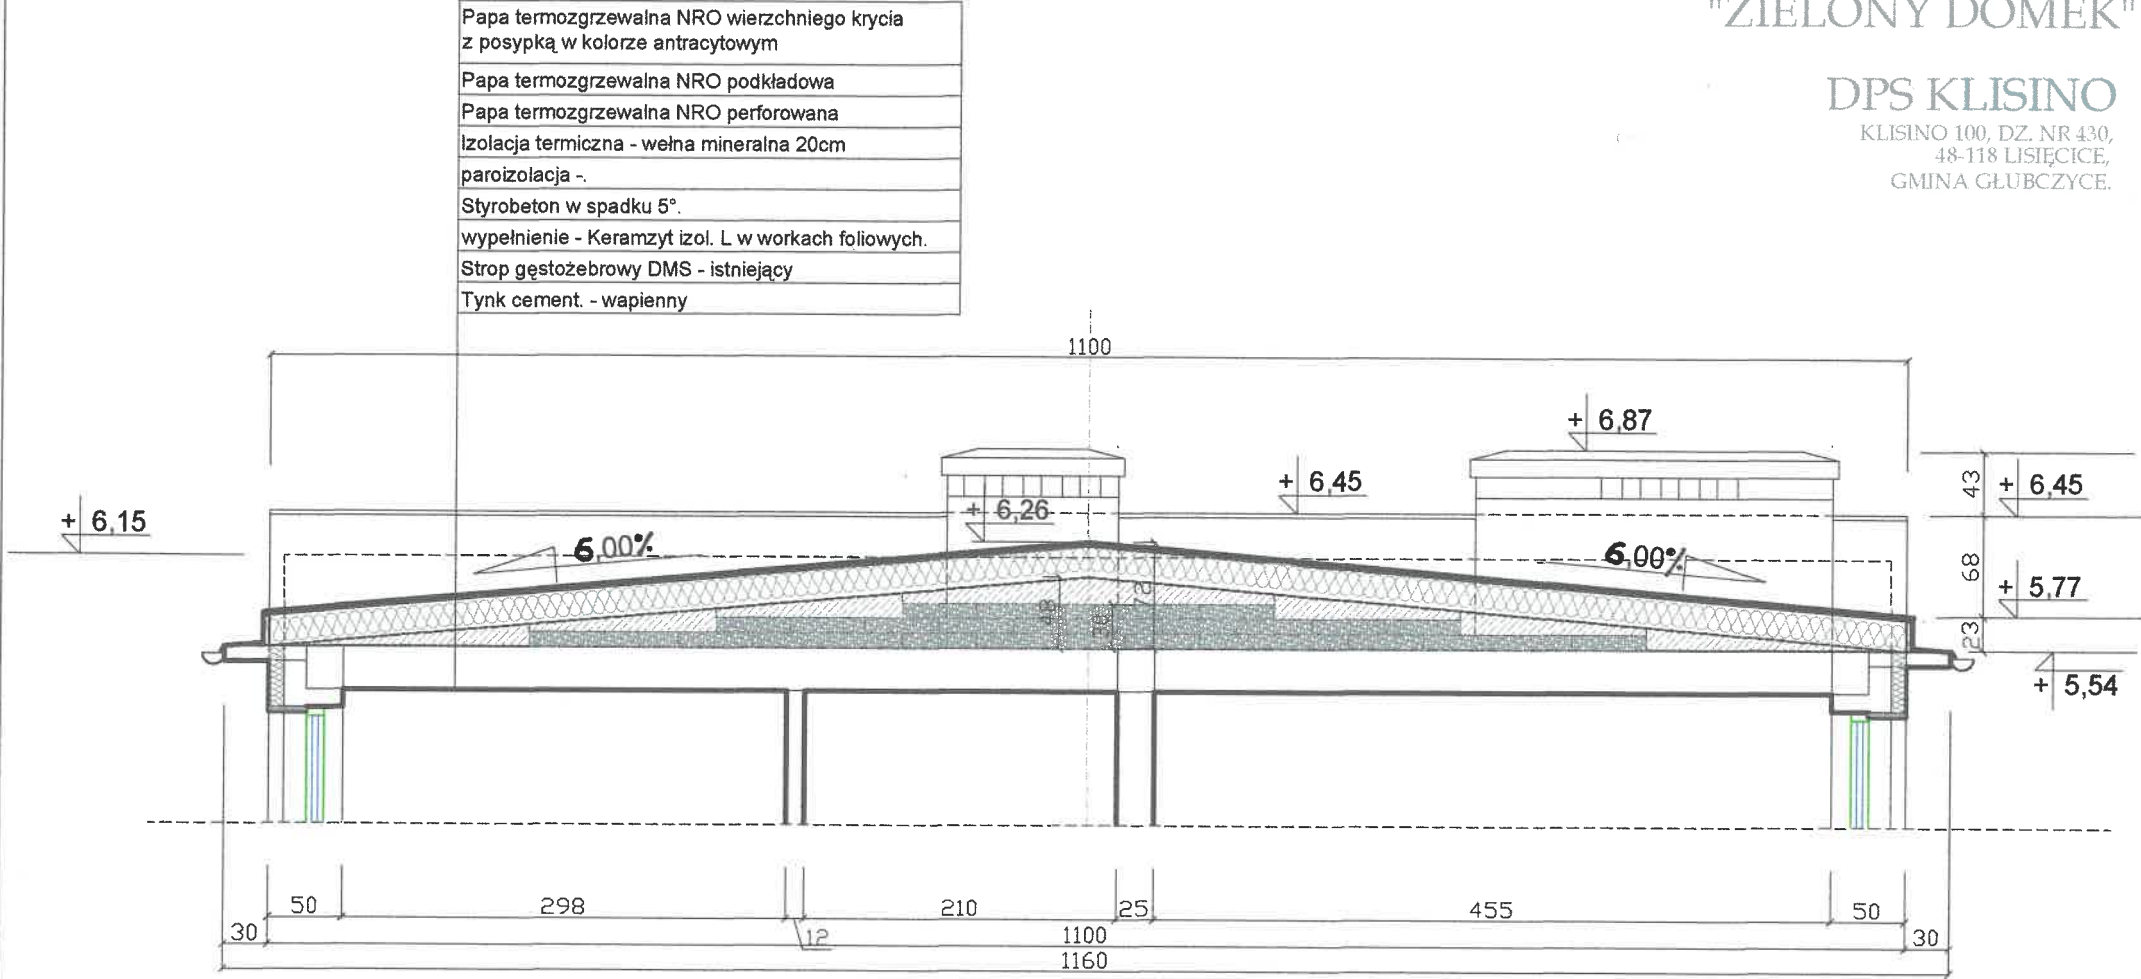 Papa termozgrzewalna NRO wierzchniego krycia
z posypką w kolorze antracytowym
Papa termozgrzewalna NRO podkładowa
Papa termozgrzewalna NRO perforowana
Izolacja termiczna - wełna mineralna 20cm
paroizolacja -.
Styrobeton w spadku 5°.
wypełnienie - Keramzyt izol. L w workach foliowych.
Strop gęstożebrowy DMS - istniejący
Tynk cement. - wapienny
"ZIELONY DOMEK"
DPS KLISINO
KLISINO 100, DZ. NR 430,
48-118 LISIĘCICE,
GMINA GŁUBCZYCE.
1100
+ 6,87
+ 6,45
43
+ 6,45
+ 6,15
+ 6,26
6,00%
6,00%
68
+ 5,77
48
72
30
23
+ 5,54
50
298
210
25
455
50
30
12
1100
30
1160